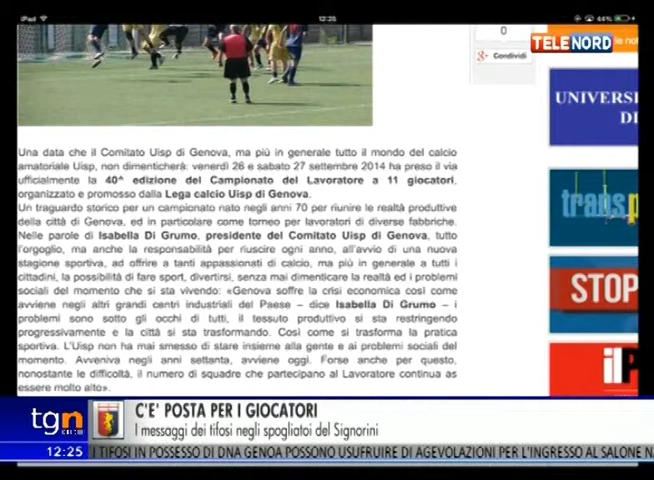 iPad
12:25
44%
0
Condividi
TELENORD
le not
UNIVERSI
DI
Una data che il Comitato Uisp di Genova, ma più in generale tutto il mondo del calcio
amatoriale Uisp, non dimenticherà: venerdì 26 e sabato 27 settembre 2014 ha preso il via
ufficialmente la 40^ edizione del Campionato del Lavoratore a 11 giocatori,
organizzato e promosso dalla Lega calcio Uisp di Genova.
Un traguardo storico per un campionato nato negli anni 70 per riunire le realtà produttive
della città di Genova, ed in particolare come torneo per lavoratori di diverse fabbriche.
Nelle parole di Isabella Di Grumo, presidente del Comitato Uisp di Genova, tutto
l'orgoglio, ma anche la responsabilità per riuscire ogni anno, all'avvio di una nuova
stagione sportiva, ad offrire a tanti appassionati di calcio, ma più in generale a tutti i
cittadini, la possibilità di fare sport, divertirsi, senza mai dimenticare la realtà ed i problemi
sociali del momento che si sta vivendo: «Genova soffre la crisi economica così come
avviene negli altri grandi centri industriali del Paese – dice Isabella Di Grumo – i
problemi sono sotto gli occhi di tutti, il tessuto produttivo si sta restringendo
progressivamente e la città si sta trasformando. Così come si trasforma la pratica
sportiva. L'Uisp non ha mai smesso di stare insieme alla gente e ai problemi sociali del
momento. Avveniva negli anni settanta, avviene oggi. Forse anche per questo,
nonostante le difficoltà, il numero di squadre che partecipano al Lavoratore continua as
essere molto alto».
transp
STOP
iP
tgn
12:25
C'E' POSTA PER I GIOCATORI
I messaggi dei tifosi negli spogliatoi del Signorini
I TIFOSI IN POSSESSO DI DNA GENOA POSSONO USUFRUIRE DI AGEVOLAZIONI PER L'INGRESSO AL SALONE NA